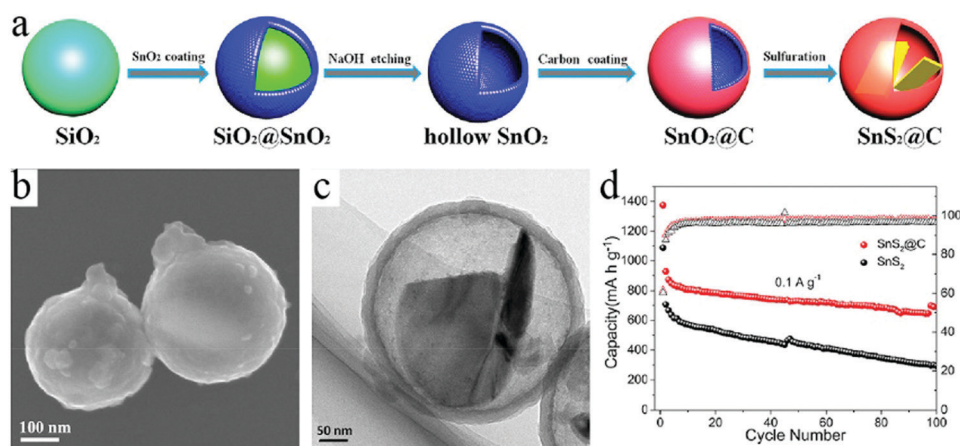 a
SnO₂ coating
NaOH etching
Carbon coating
Sulfuration
SiO₂
SiO₂@SnO₂
hollow SnO₂
SnO₂@C
SnS₂@C
b
100 nm
c
50 nm
d
Capacity(mA h g⁻¹)
1400
1200
1000
800
600
400
200
0
100
80
60
40
20
0
SnS₂@C
SnS₂
0.1 A g⁻¹
0 20 40 60 80 100
Cycle Number